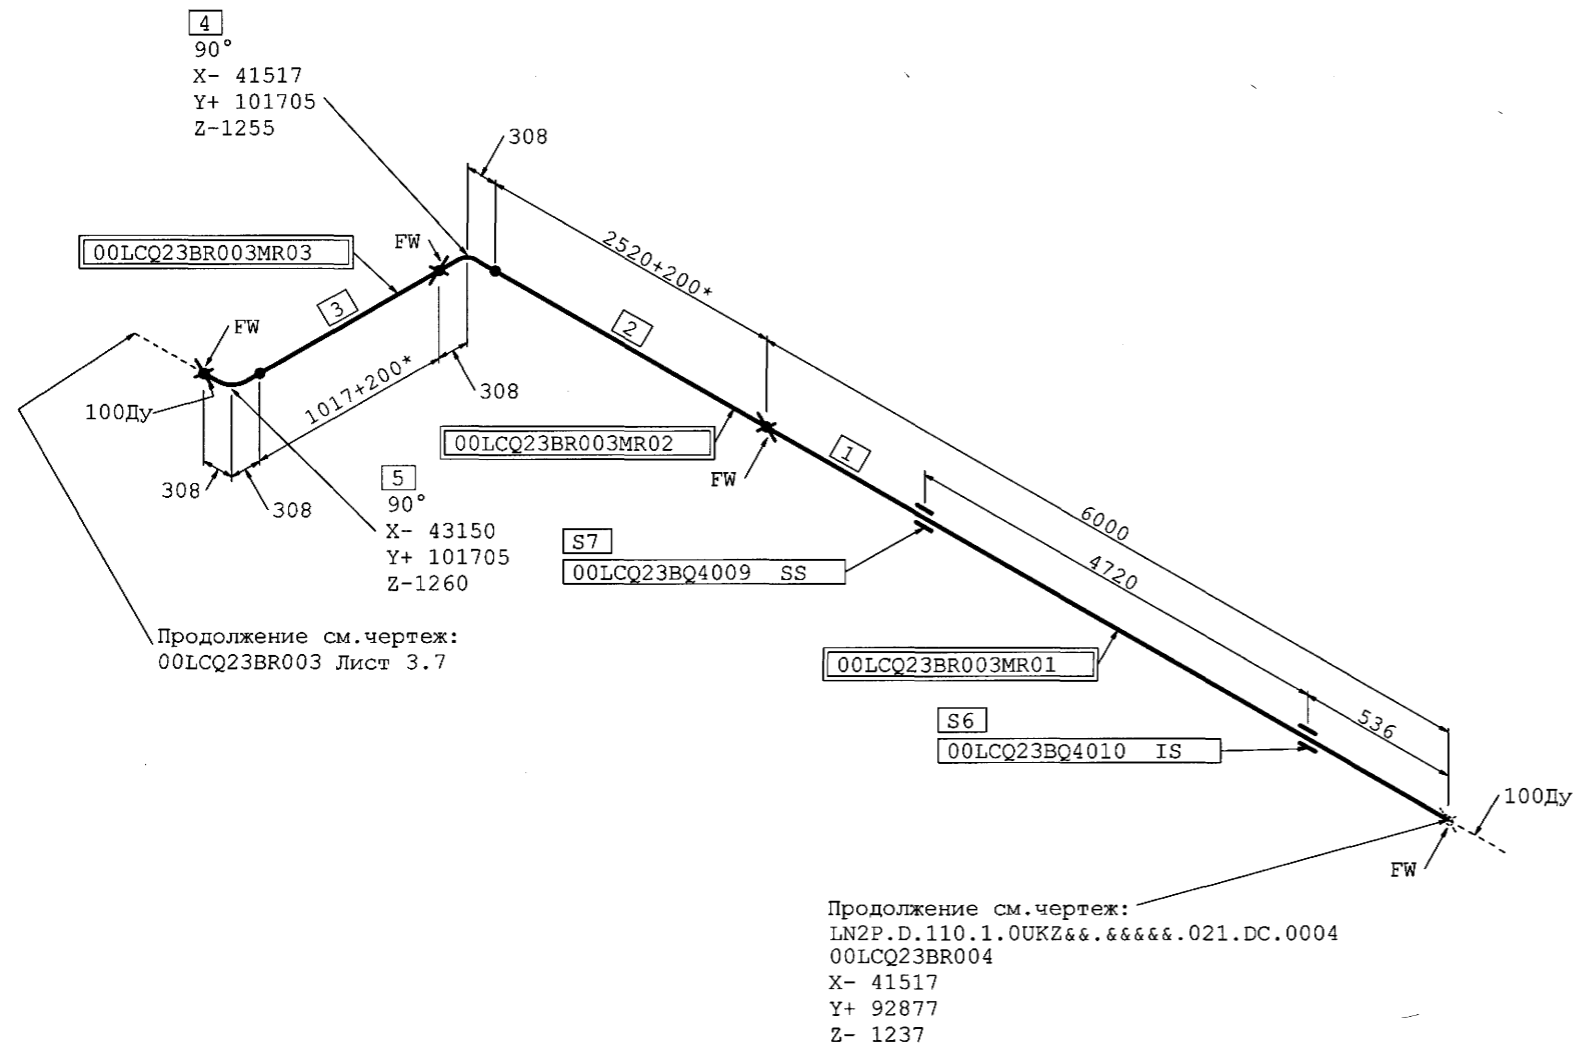 4
90°
X- 41517
Y+ 101705
Z-1255
308
00LCQ23BR003MR03
FW
2520+200*
3
FW
2
100Ду
1017+200*
308
00LCQ23BR003MR02
1
FW
308
308
5
90°
X- 43150
Y+ 101705
Z-1260
6000
4720
S7
00LCQ23BQ4009 SS
Продолжение см.чертеж:
00LCQ23BR003 Лист 3.7
00LCQ23BR003MR01
536
S6
00LCQ23BQ4010 IS
100Ду
FW
Продолжение см.чертеж:
LN2P.D.110.1.0UKZ&&.&&&&&.021.DC.0004
00LCQ23BR004
X- 41517
Y+ 92877
Z- 1237